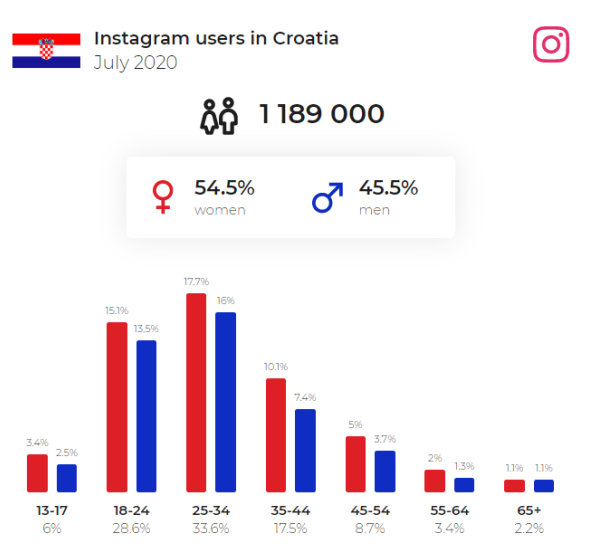 Instagram users in Croatia
July 2020
1 189 000
54.5%
women
45.5%
men
3.4% 2.5% 15.1% 13.5% 17.7% 16% 10.1% 7.4% 5% 3.7% 2% 1.3% 1.1% 1.1%
13-17 18-24 25-34 35-44 45-54 55-64 65+
6% 28.6% 33.6% 17.5% 8.7% 3.4% 2.2%